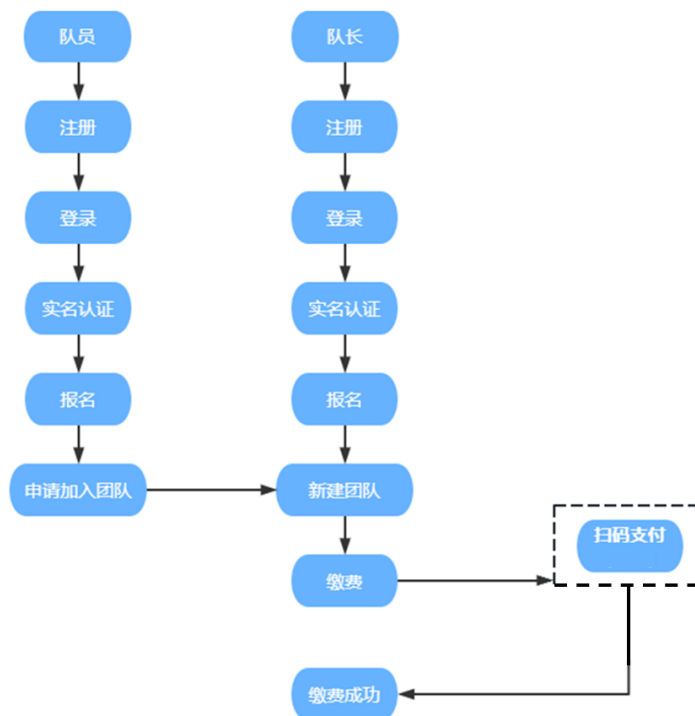 队员
队长
注册
注册
登录
登录
实名认证
实名认证
报名
报名
申请加入团队
新建团队
扫码支付
缴费
缴费成功